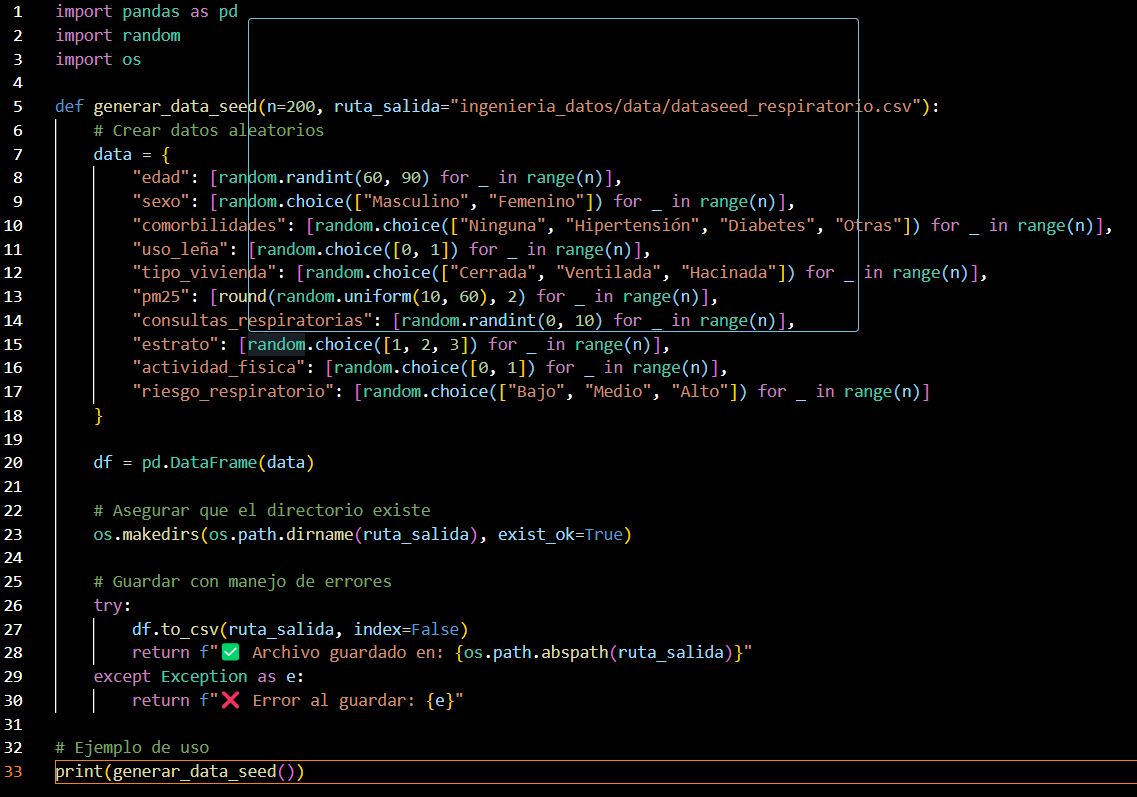 1 import pandas as pd
2 import random
3 import os
4
5 def generar_data_seed(n=200, ruta_salida="ingenieria_datos/data/dataseed_respiratorio.csv"):
6     # Crear datos aleatorios
7     data = {
8         "edad": [random.randint(60, 90) for _ in range(n)],
9         "sexo": [random.choice(["Masculino", "Femenino"]) for _ in range(n)],
10         "comorbilidades": [random.choice(["Ninguna", "Hipertensión", "Diabetes", "Otras"]) for _ in range(n)],
11         "uso_leña": [random.choice([0, 1]) for _ in range(n)],
12         "tipo_vivienda": [random.choice(["Cerrada", "Ventilada", "Hacinada"]) for _ in range(n)],
13         "pm25": [round(random.uniform(10, 60), 2) for _ in range(n)],
14         "consultas_respiratorias": [random.randint(0, 10) for _ in range(n)],
15         "estrato": [random.choice([1, 2, 3]) for _ in range(n)],
16         "actividad_fisica": [random.choice([0, 1]) for _ in range(n)],
17         "riesgo_respiratorio": [random.choice(["Bajo", "Medio", "Alto"]) for _ in range(n)]
18     }
19
20     df = pd.DataFrame(data)
21
22     # Asegurar que el directorio existe
23     os.makedirs(os.path.dirname(ruta_salida), exist_ok=True)
24
25     # Guardar con manejo de errores
26     try:
27         df.to_csv(ruta_salida, index=False)
28         return f"✅ Archivo guardado en: {os.path.abspath(ruta_salida)}"
29     except Exception as e:
30         return f"❌ Error al guardar: {e}"
31
32 # Ejemplo de uso
33 print(generar_data_seed())